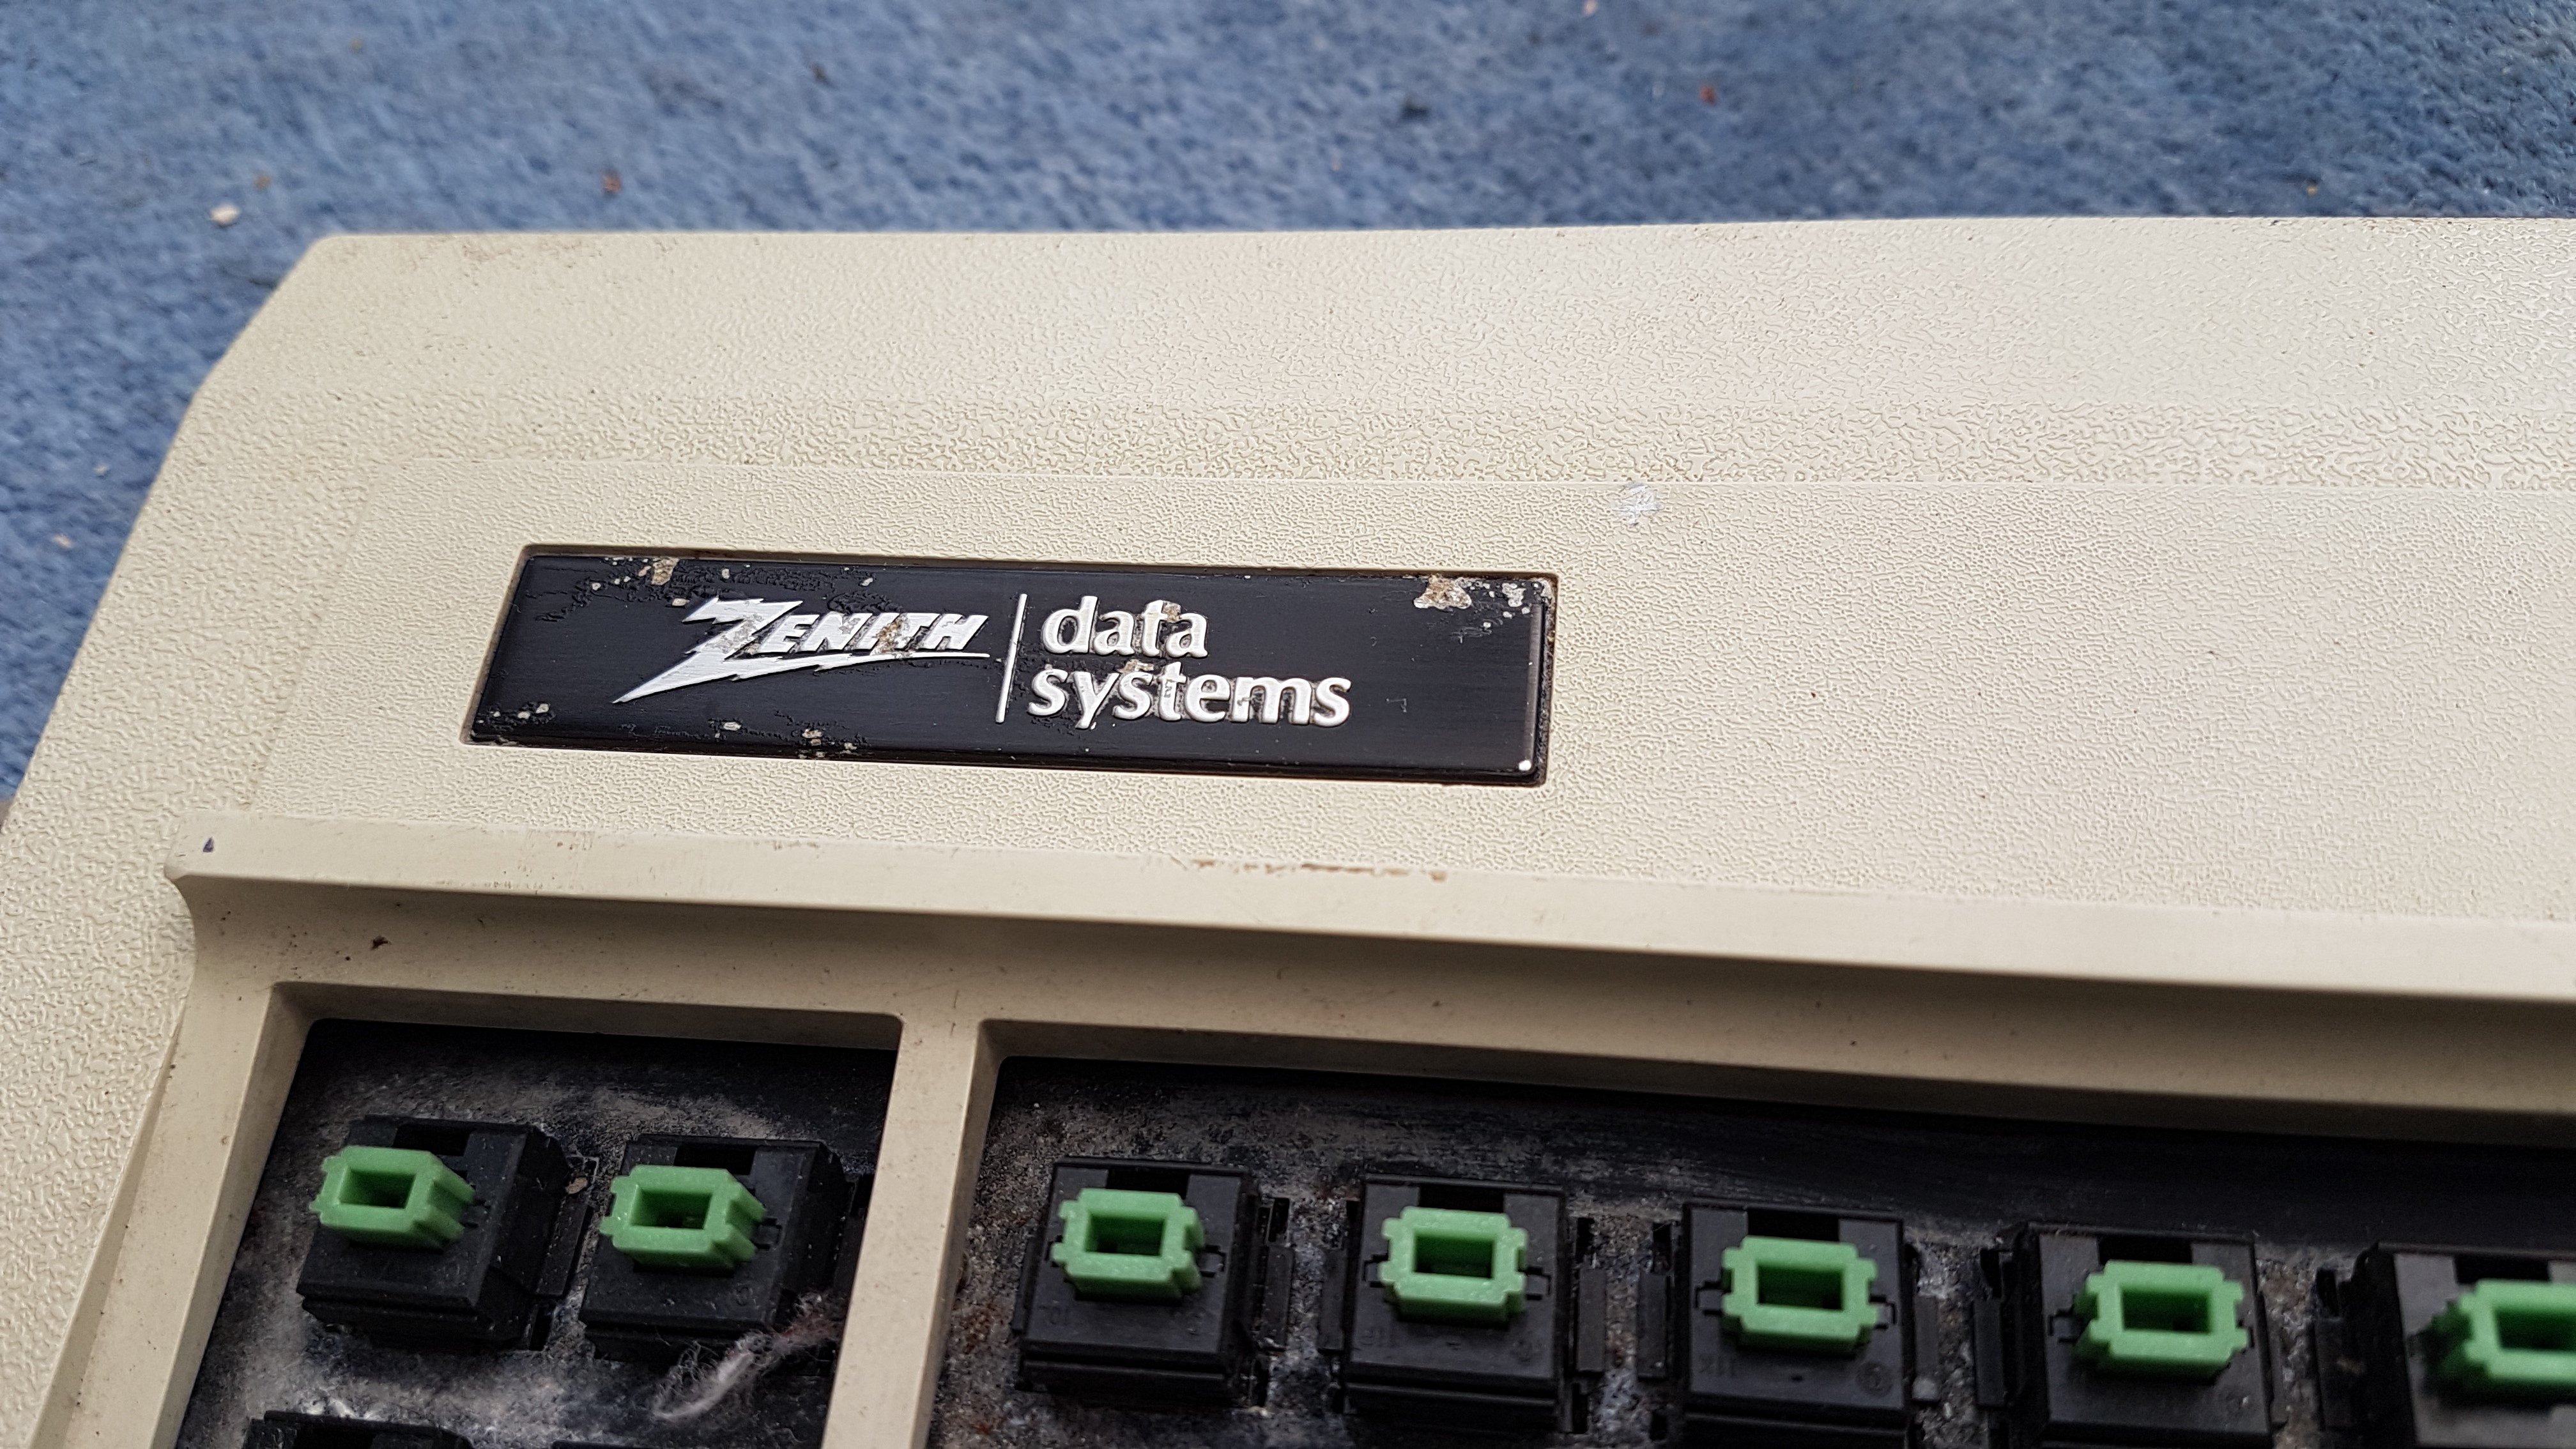 ZENITH
data
systems